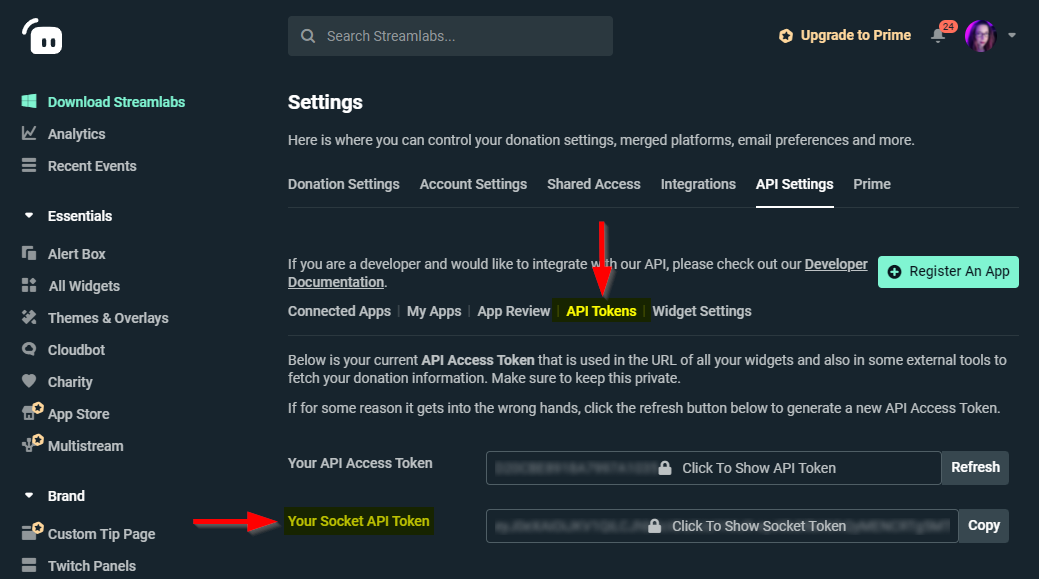 Search Streamlabs...
Upgrade to Prime
24
Download Streamlabs
Analytics
Recent Events
Essentials
Alert Box
All Widgets
Themes & Overlays
Cloudbot
Charity
App Store
Multistream
Brand
Custom Tip Page
Twitch Panels
Settings
Here is where you can control your donation settings, merged platforms, email preferences and more.
Donation Settings Account Settings Shared Access Integrations API Settings Prime
If you are a developer and would like to integrate with our API, please check out our Developer
Documentation.
Register An App
Connected Apps | My Apps | App Review | API Tokens | Widget Settings
Below is your current API Access Token that is used in the URL of all your widgets and also in some external tools to
fetch your donation information. Make sure to keep this private.
If for some reason it gets into the wrong hands, click the refresh button below to generate a new API Access Token.
Your API Access Token
Click To Show API Token
Refresh
Your Socket API Token
Click To Show Socket Token
Copy